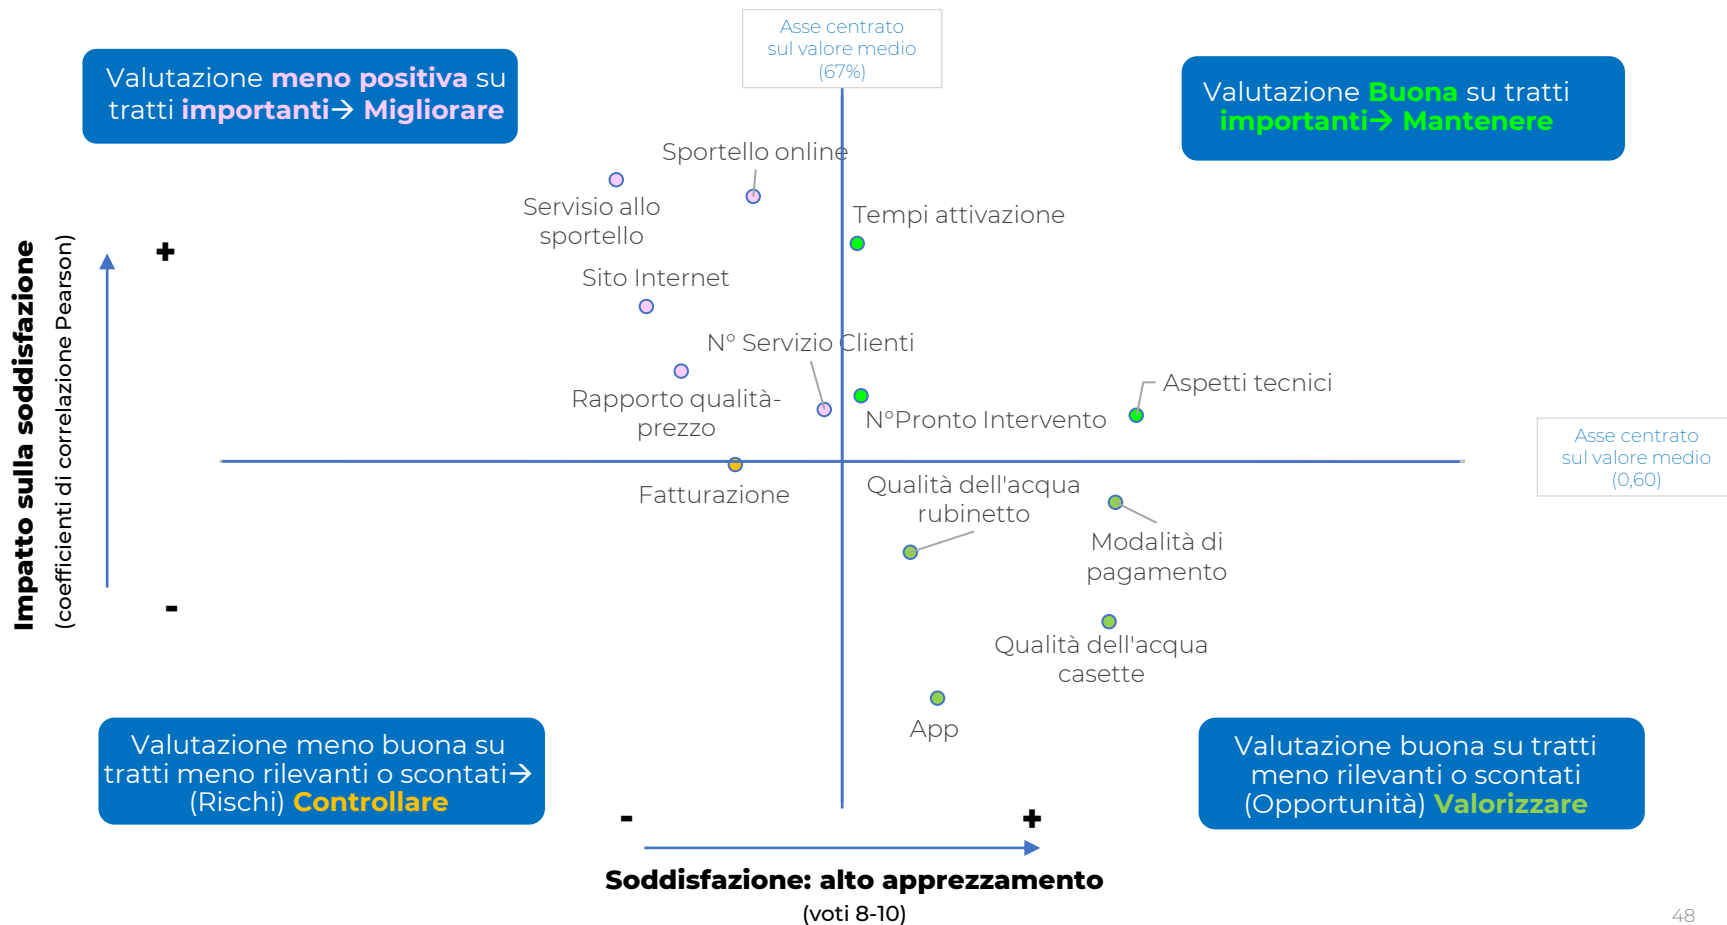 Asse centrato
sul valore medio
(67%)
Valutazione meno positiva su
tratti importanti→ Migliorare
Valutazione Buona su tratti
importanti→ Mantenere
Sportello online
Servisio allo
sportello
Tempi attivazione
Sito Internet
N° Servizio Clienti
Rapporto qualità-
prezzo
N°Pronto Intervento
Aspetti tecnici
Asse centrato
sul valore medio
(0,60)
Fatturazione
Qualità dell'acqua
rubinetto
Modalità di
pagamento
Qualità dell'acqua
casette
App
+
-
Impatto sulla soddisfazione
(coefficienti di correlazione Pearson)
Valutazione meno buona su
tratti meno rilevanti o scontati→
(Rischi) Controllare
Valutazione buona su tratti
meno rilevanti o scontati
(Opportunità) Valorizzare
-
+
Soddisfazione: alto apprezzamento
(voti 8-10)
48